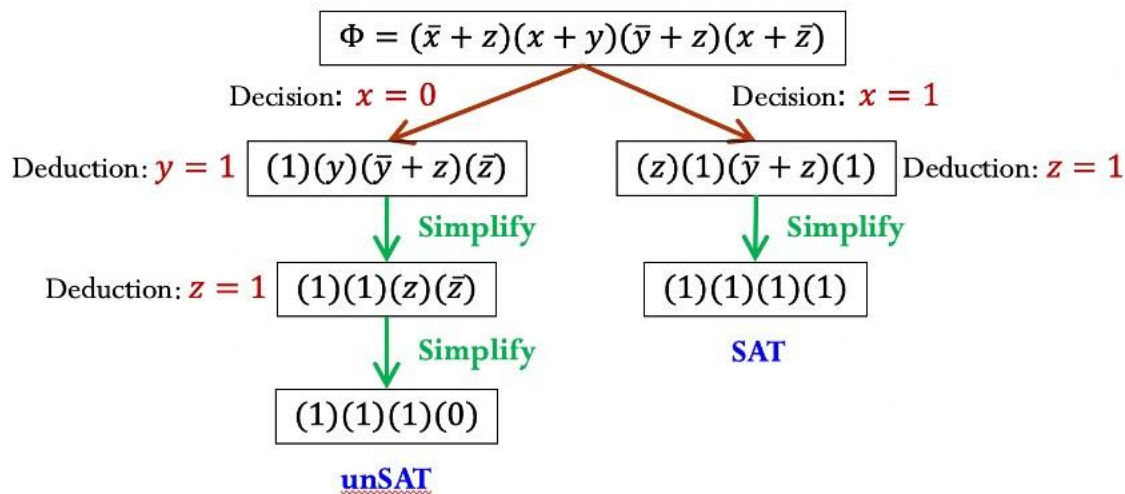 Φ = (x̄ + z)(x + y)(ȳ + z)(x + z̄)
Decision: x = 0
Decision: x = 1
Deduction: y = 1
(1)(y)(ȳ + z)(z̄)
(z)(1)(ȳ + z)(1)
Deduction: z = 1
Simplify
Simplify
Deduction: z = 1
(1)(1)(z)(z̄)
(1)(1)(1)(1)
Simplify
SAT
(1)(1)(1)(0)
unSAT